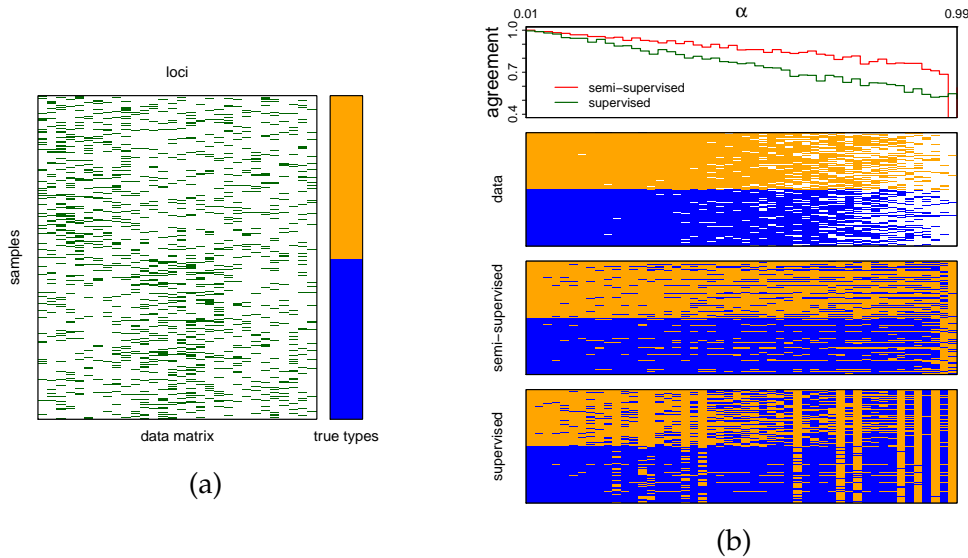 loci
samples
data matrix
true types
(a)
0.01
α
0.99
agreement
1.0
0.7
0.4
semi-supervised
supervised
data
semi-supervised
supervised
(b)